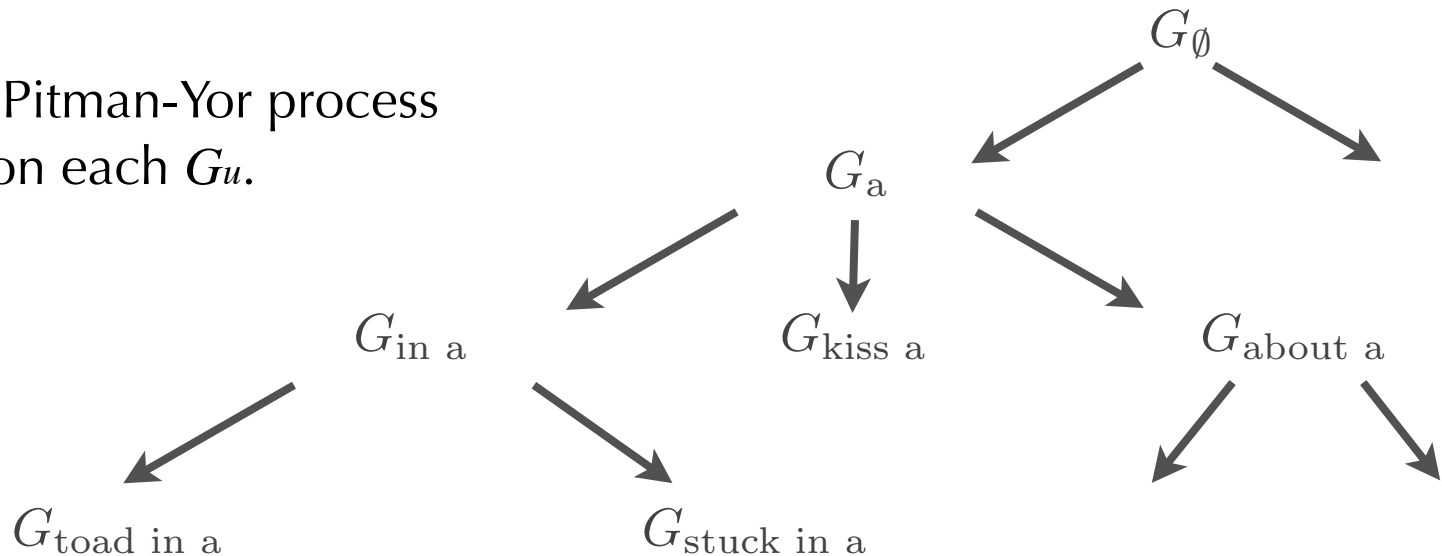 G∅
Pitman-Yor process
on each Gu.
Ga
Gin a
Gkiss a
Gabout a
Gtoad in a
Gstuck in a